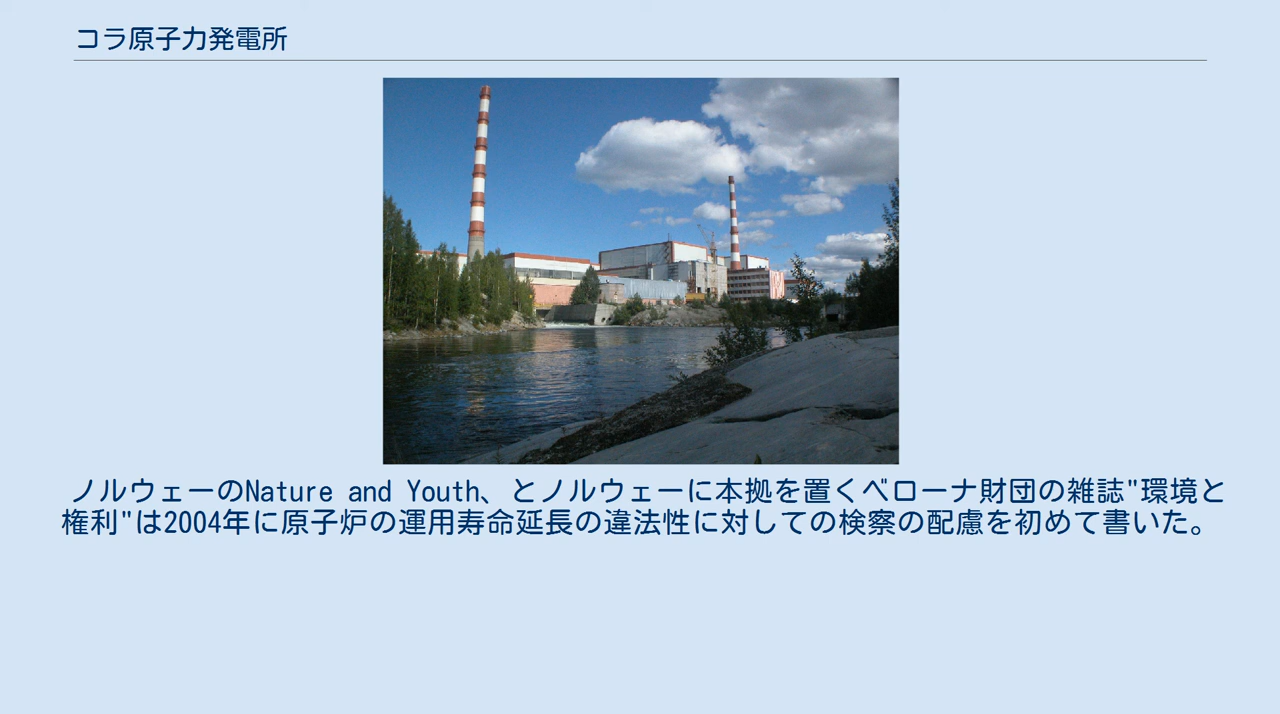 コラ原子力発電所
ノルウェーのNature and Youth、とノルウェーに本拠を置くベローナ財団の雑誌"環境と
権利"は2004年に原子炉の運用寿命延長の違法性に対しての検察の配慮を初めて書いた。